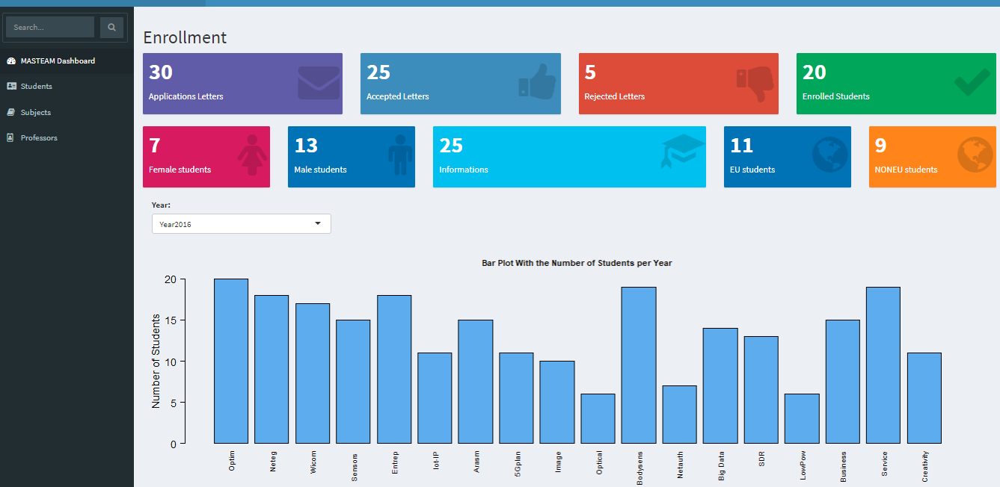 Search...
MASTEAM Dashboard
Students
Subjects
Professors
Enrollment
30
Applications Letters
25
Accepted Letters
5
Rejected Letters
20
Enrolled Students
7
Female students
13
Male students
25
Informations
11
EU students
9
NONEU students
Year:
Year2016
Bar Plot With the Number of Students per Year
Number of Students
20
15
10
5
0
Optim
Netreg
Wicom
Sensors
Entrep
Iot-IP
Arasm
5Gplan
Image
Optical
Bodysens
Netauth
Big Data
SDR
LowPow
Business
Service
Creativity